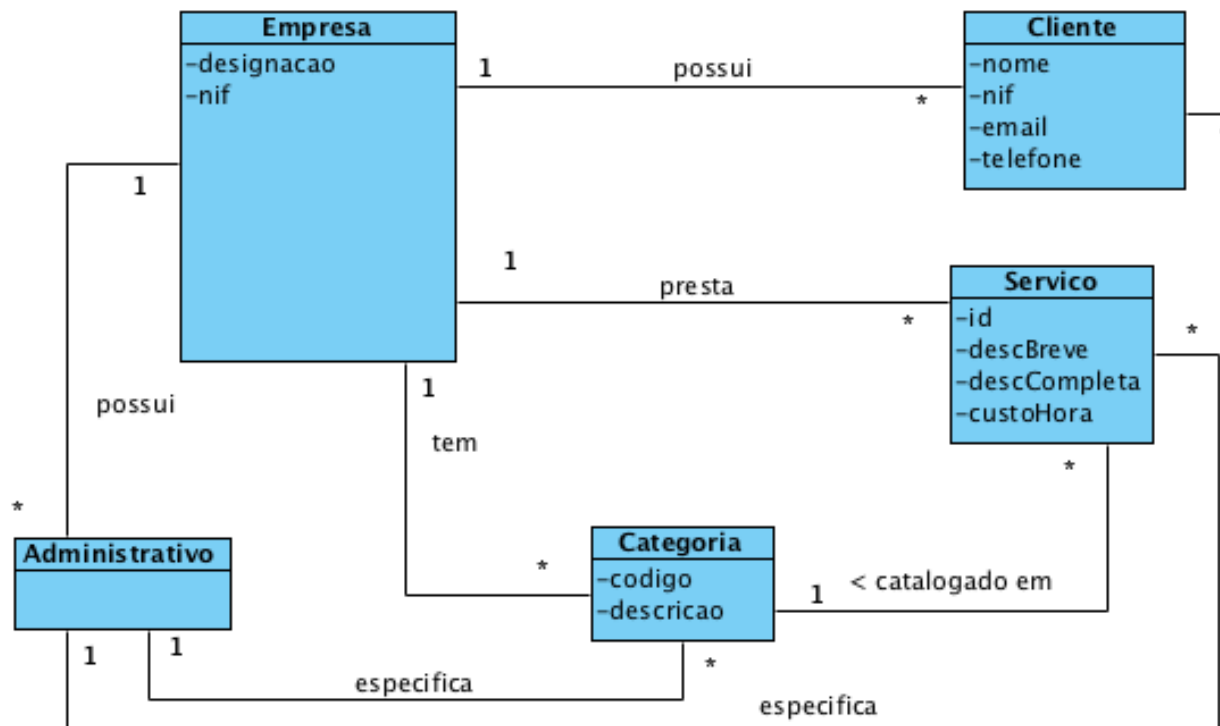 Empresa
-designacao
-nif
1
possui
*
Cliente
-nome
-nif
-email
-telefone
1
1
presta
*
Servico
-id
-descBreve
-descCompleta
-custoHora
*
possui
1
tem
*
*
*
Administrativo
Categoria
-codigo
-descricao
1
< catalogado em
1
1
especifica
*
especifica